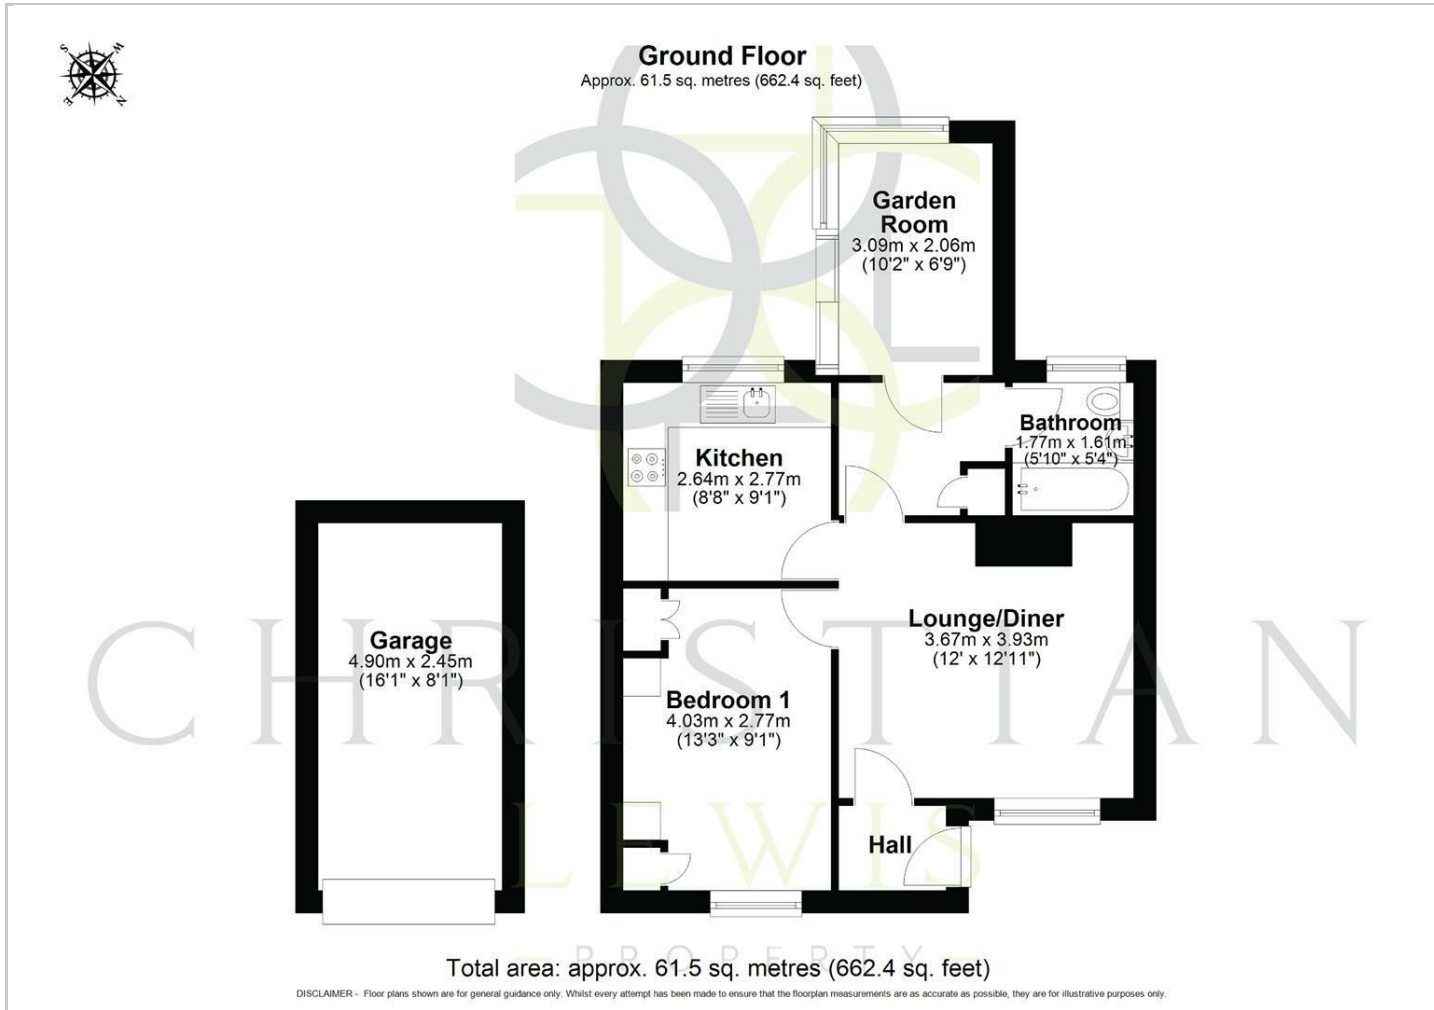 S W
E N
Ground Floor
Approx. 61.5 sq. metres (662.4 sq. feet)
Garden
Room
3.09m x 2.06m
(10'2" x 6'9")
Bathroom
1.77m x 1.61m
(5'10" x 5'4")
Kitchen
2.64m x 2.77m
(8'8" x 9'1")
Garage
4.90m x 2.45m
(16'1" x 8'1")
Lounge/Diner
3.67m x 3.93m
(12' x 12'11")
Bedroom 1
4.03m x 2.77m
(13'3" x 9'1")
Hall
CHRISTIAN
LEWIS
PROPERTY
Total area: approx. 61.5 sq. metres (662.4 sq. feet)
DISCLAIMER - Floor plans shown are for general guidance only. Whilst every attempt has been made to ensure that the floorplan measurements are as accurate as possible, they are for illustrative purposes only.